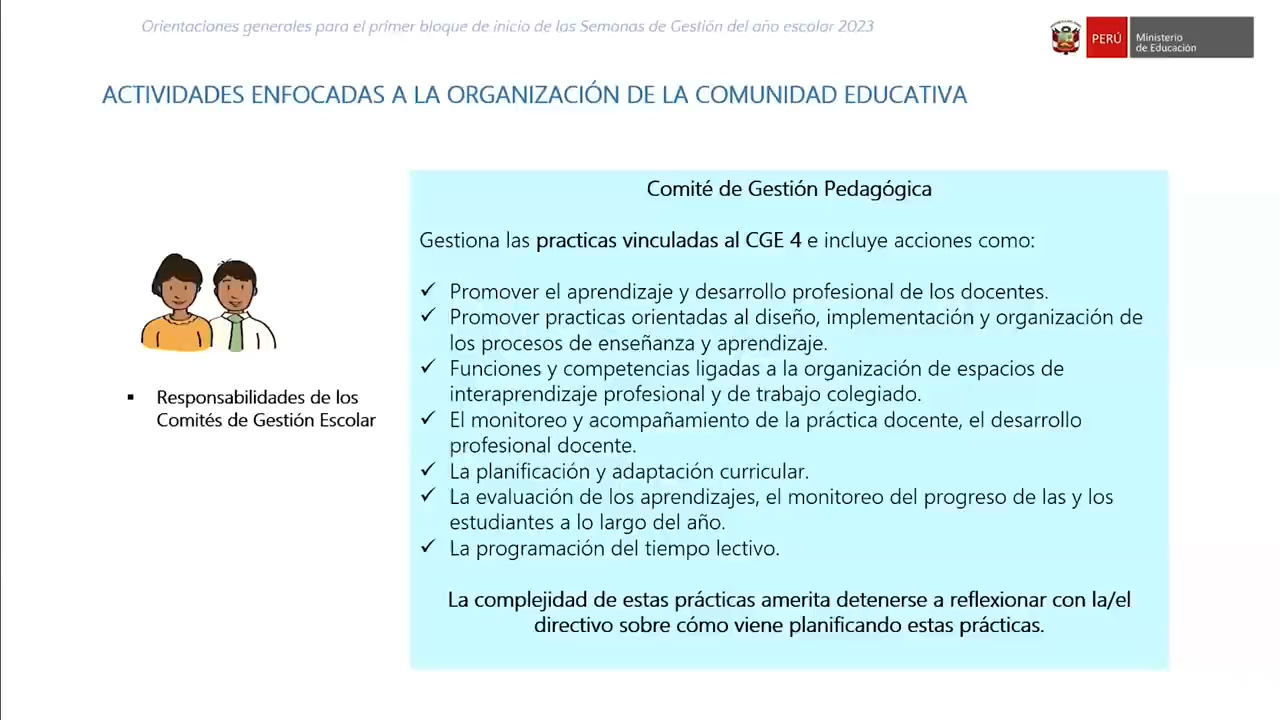 Orientaciones generales para el primer bloque de inicio de las Semanas de Gestión del año escolar 2023
PERÚ
Ministerio
de Educación
ACTIVIDADES ENFOCADAS A LA ORGANIZACIÓN DE LA COMUNIDAD EDUCATIVA
▪ Responsabilidades de los
Comités de Gestión Escolar
Comité de Gestión Pedagógica
Gestiona las practicas vinculadas al CGE 4 e incluye acciones como:
✓ Promover el aprendizaje y desarrollo profesional de los docentes.
✓ Promover practicas orientadas al diseño, implementación y organización de
los procesos de enseñanza y aprendizaje.
✓ Funciones y competencias ligadas a la organización de espacios de
interaprendizaje profesional y de trabajo colegiado.
✓ El monitoreo y acompañamiento de la práctica docente, el desarrollo
profesional docente.
✓ La planificación y adaptación curricular.
✓ La evaluación de los aprendizajes, el monitoreo del progreso de las y los
estudiantes a lo largo del año.
✓ La programación del tiempo lectivo.
La complejidad de estas prácticas amerita detenerse a reflexionar con la/el
directivo sobre cómo viene planificando estas prácticas.